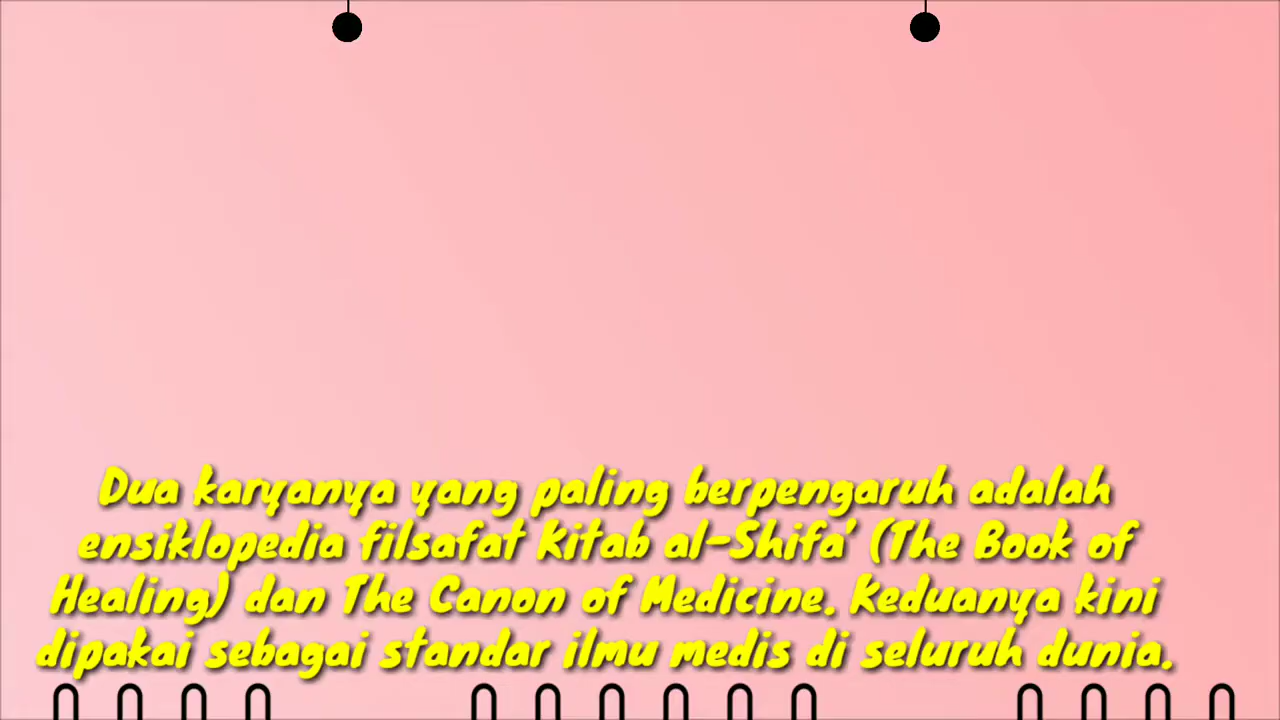 Dua karyanya yang paling berpengaruh adalah
ensiklopedia filsafat Kitab al-Shifa' (The Book of
Healing) dan The Canon of Medicine. Keduanya kini
dipakai sebagai standar ilmu medis di seluruh dunia.